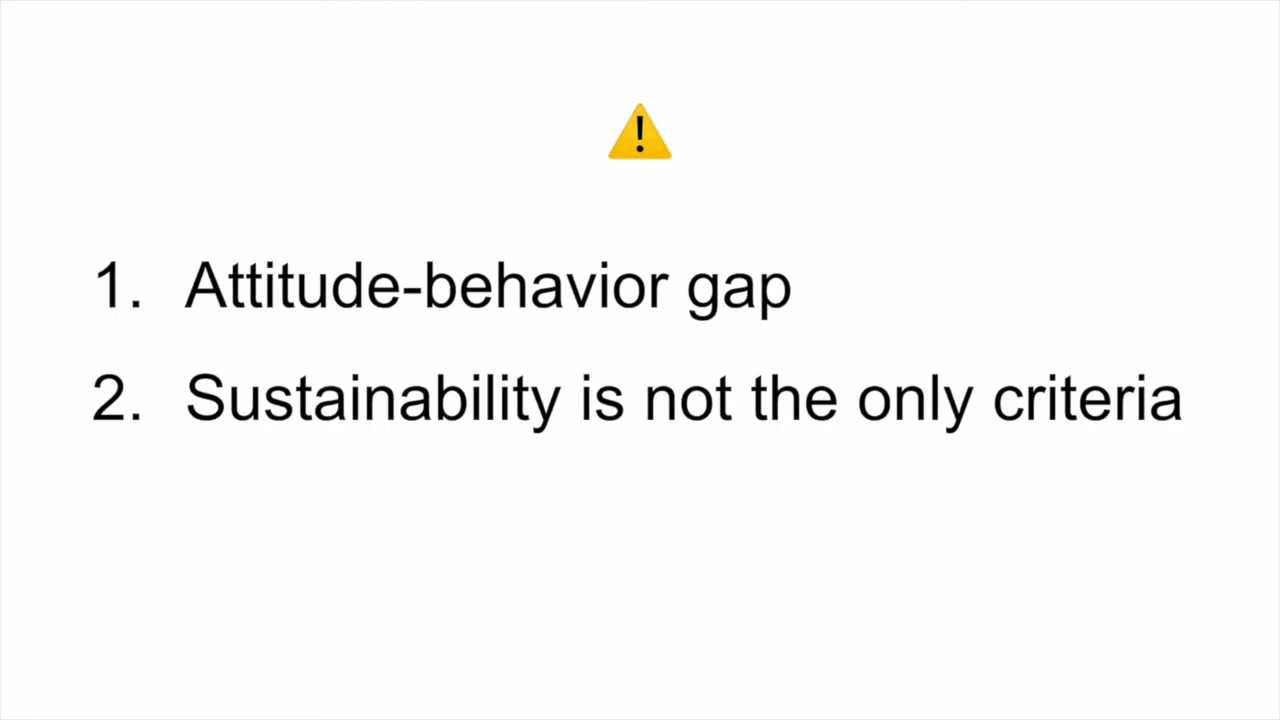 1. Attitude-behavior gap
2. Sustainability is not the only criteria